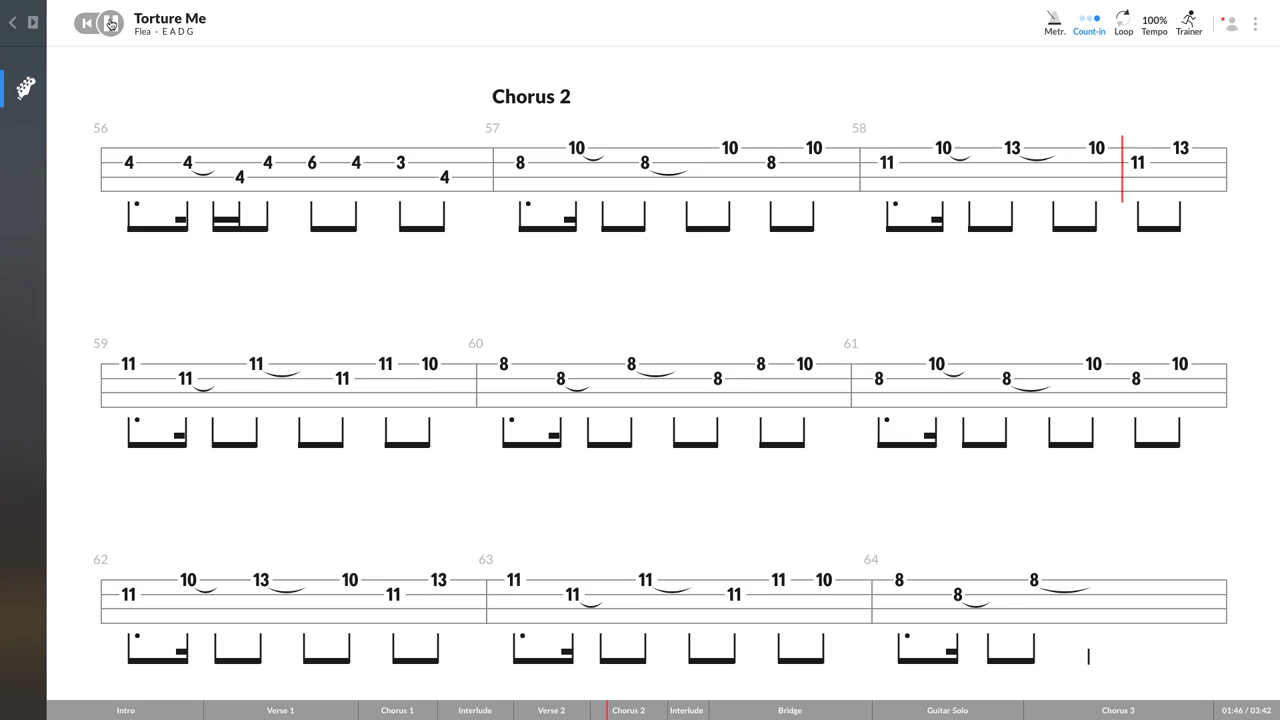 Torture Me
Flea · E A D G
Metr.
Count-in
Loop
100%
Tempo
Trainer
Chorus 2
56 57 58
10 10 10 10 13 10 13
4 4 4 6 4 3 8 8 8 11 11
4 4
59 60 61
11 11 11 10 8 8 8 10 10 10 10
11 11 8 8 8 8 8
62 63 64
10 13 10 13 11 11 11 10 8 8
11 11 11 11 8
Intro Verse 1 Chorus 1 Interlude Verse 2 Chorus 2 Interlude Bridge Guitar Solo Chorus 3 01:46 / 03:42